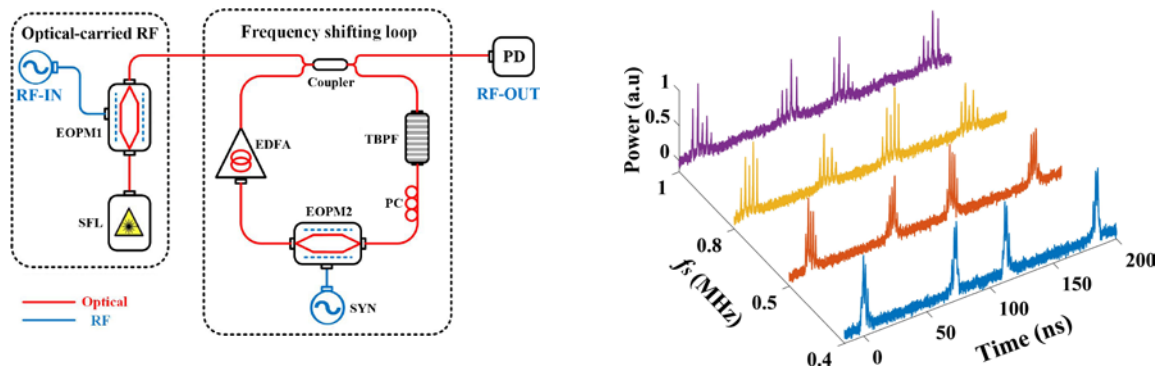 Optical-carried RF
Frequency shifting loop
RF-IN
EOPM1
SFL
Coupler
PD
RF-OUT
EDFA
TBPF
PC
EOPM2
SYN
Optical
RF
Power (a.u)
1
0.5
0
1
0.8
0.5
0.4
fs (MHz)
0
50
100
150
200
Time (ns)